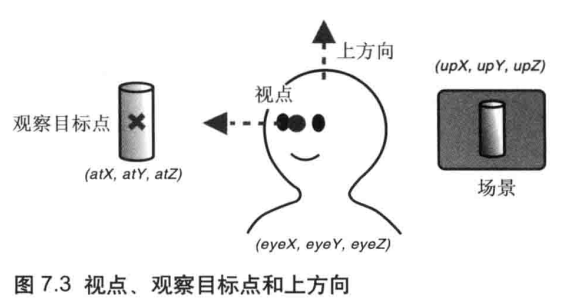 上方向
(upX, upY, upZ)
视点
观察目标点
(atX, atY, atZ)
场景
(eyeX, eyeY, eyeZ)
图 7.3 视点、观察目标点和上方向